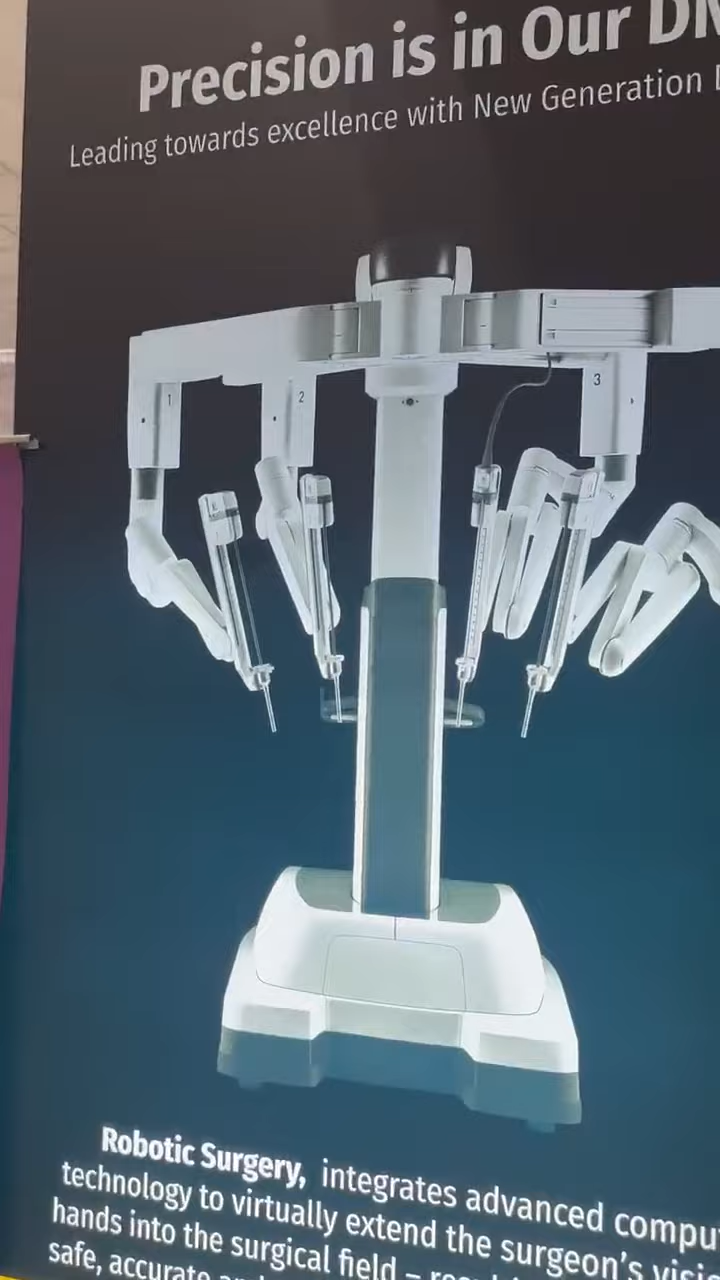 Precision is in Our
Leading towards excellence with New Generation
1
2
3
Robotic Surgery, integrates advanced
technology to virtually extend the surgeon's
hands into the surgical field –
safe, accurate